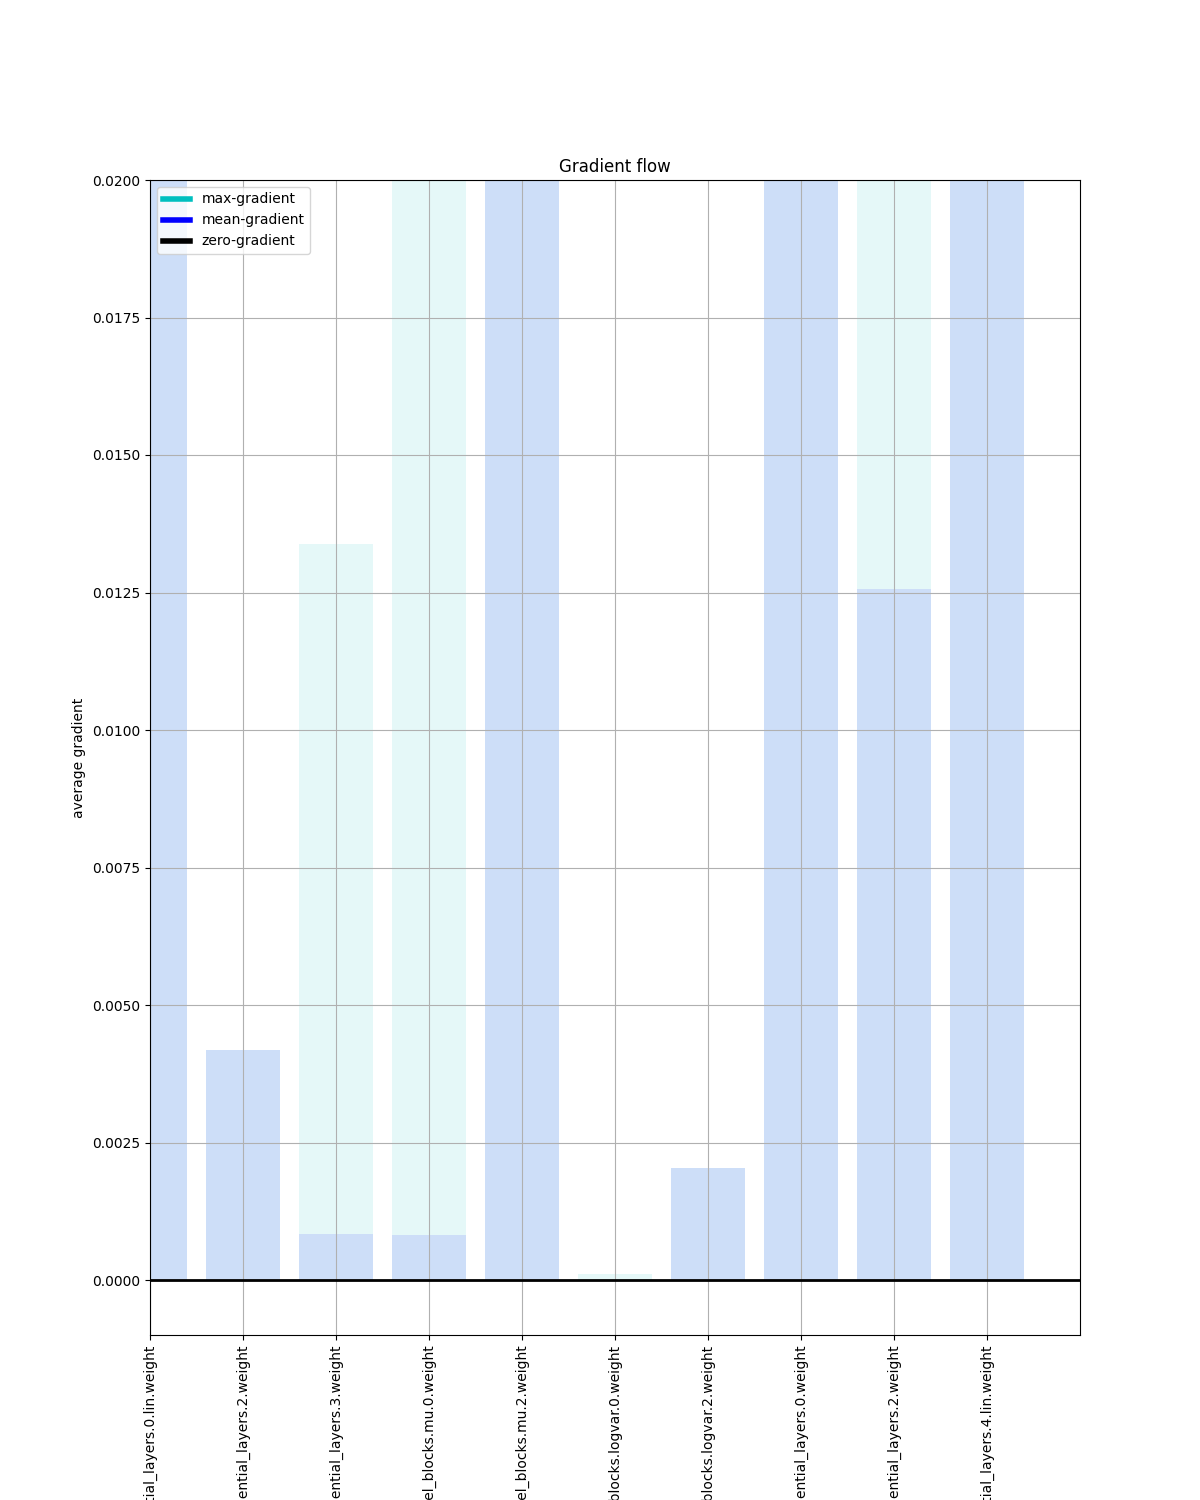 Gradient flow
max-gradient
mean-gradient
zero-gradient
0.0200
0.0175
0.0150
0.0125
0.0100
0.0075
0.0050
0.0025
0.0000
average gradient
tial_layers.0.lin.weight
ential_layers.2.weight
ential_layers.3.weight
el_blocks.mu.0.weight
el_blocks.mu.2.weight
blocks.logvar.0.weight
blocks.logvar.2.weight
ential_layers.0.weight
ential_layers.2.weight
tial_layers.4.lin.weight